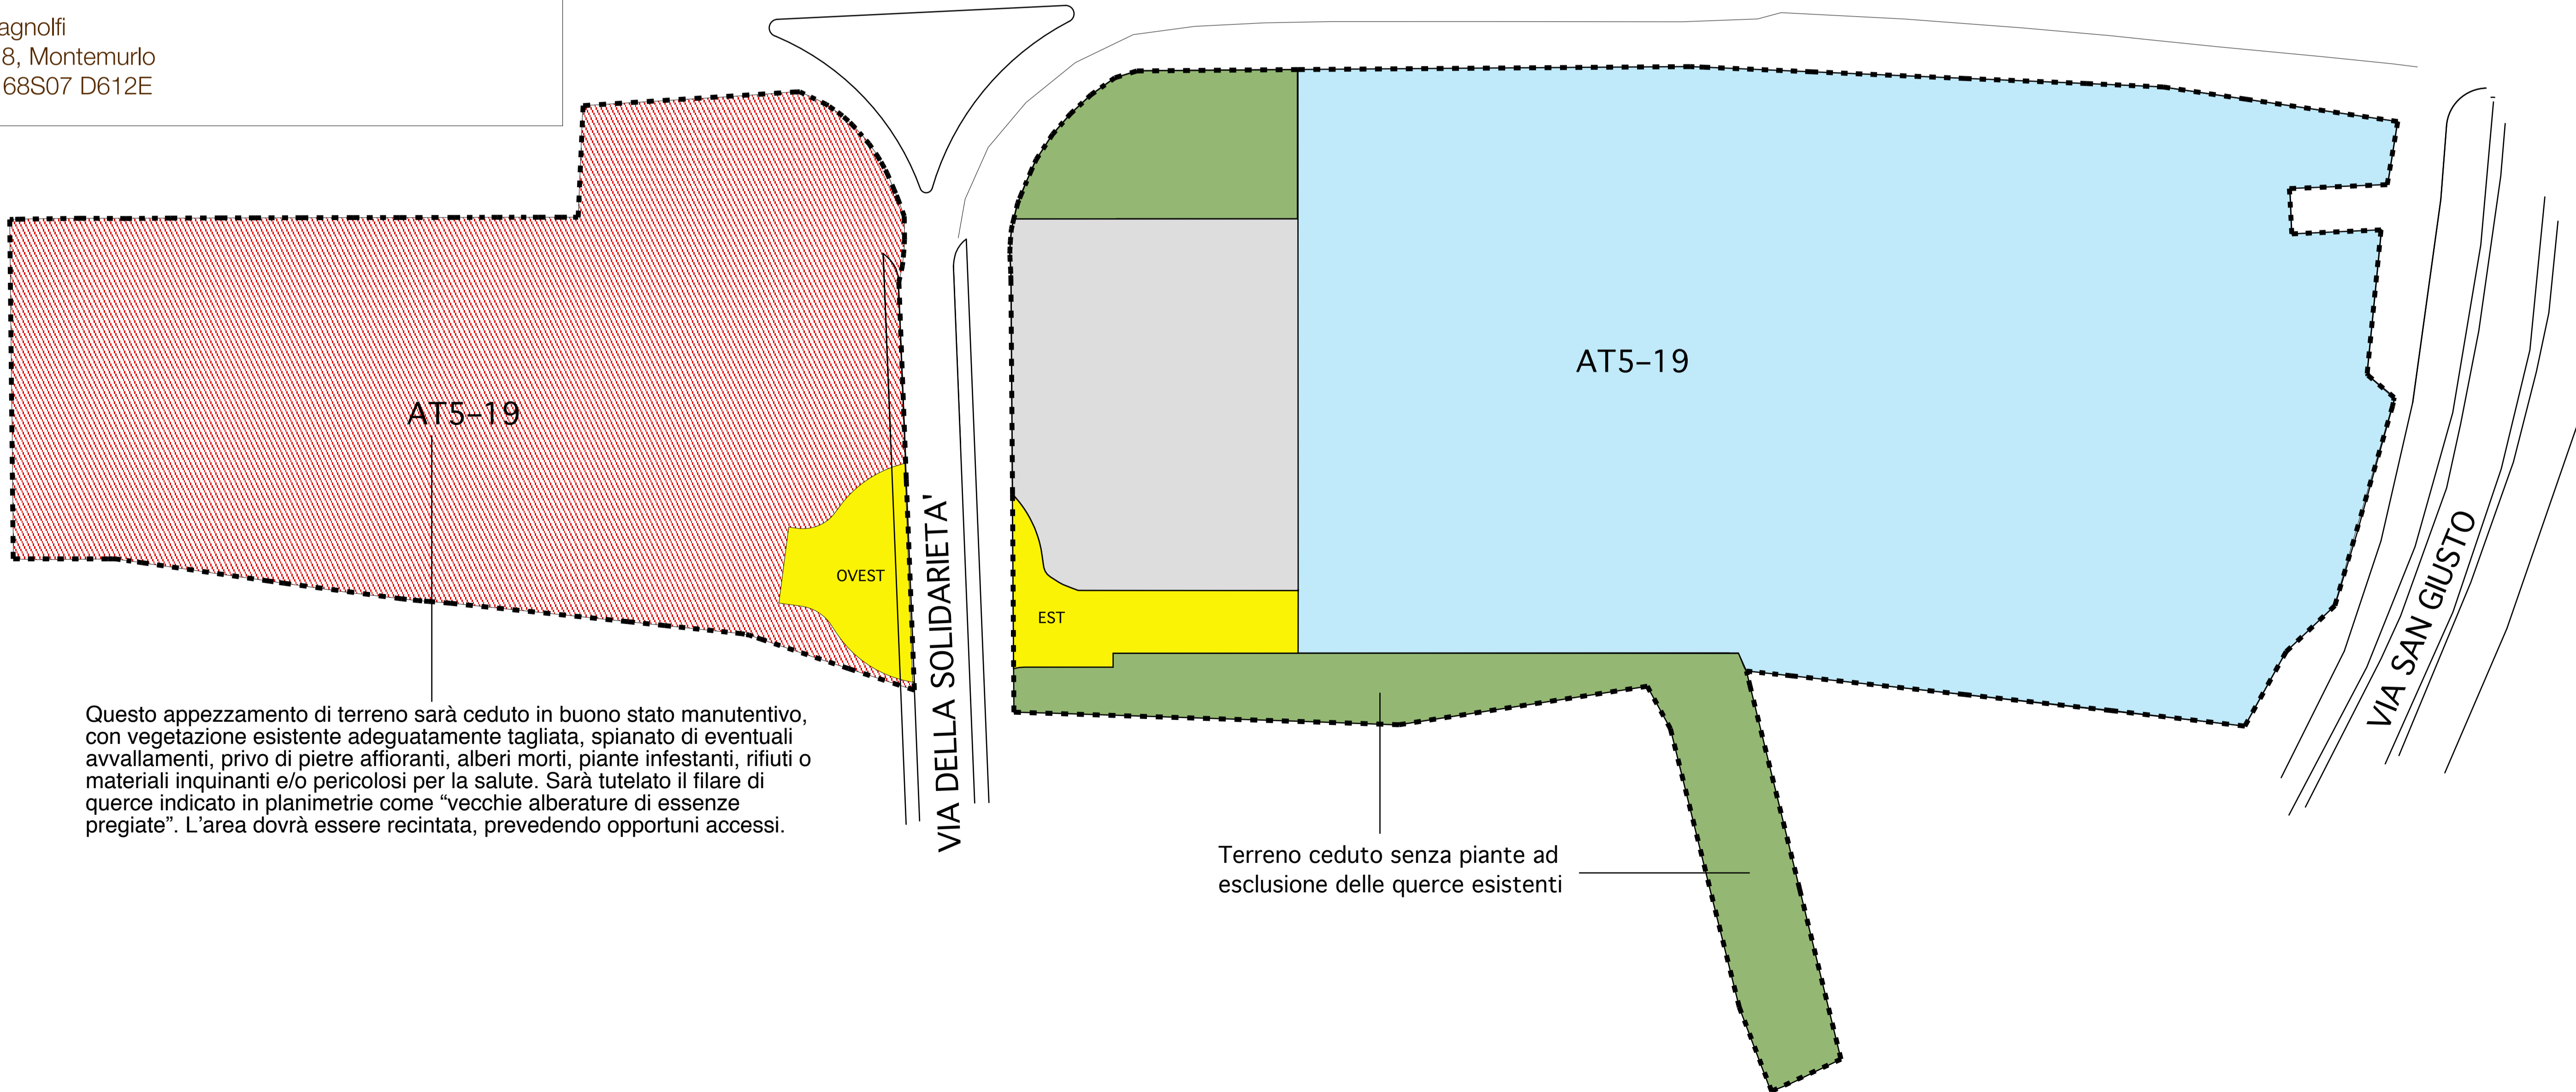 agnolfi
8, Montemurlo
68S07 D612E
AT5–19
AT5–19
OVEST
EST
VIA DELLA SOLIDARIETA'
VIA SAN GIUSTO
Questo appezzamento di terreno sarà ceduto in buono stato manutentivo,
con vegetazione esistente adeguatamente tagliata, spianato di eventuali
avvallamenti, privo di pietre affioranti, alberi morti, piante infestanti, rifiuti o
materiali inquinanti e/o pericolosi per la salute. Sarà tutelato il filare di
querce indicato in planimetrie come “vecchie alberature di essenze
pregiate”. L’area dovrà essere recintata, prevedendo opportuni accessi.
Terreno ceduto senza piante ad
esclusione delle querce esistenti